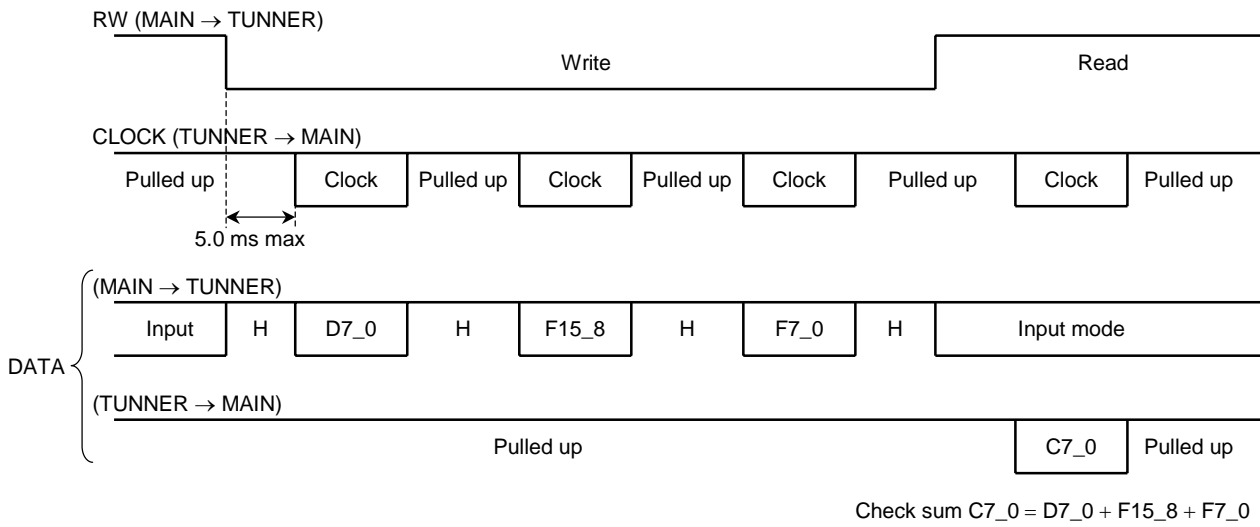 RW (MAIN → TUNNER)
Write Read
CLOCK (TUNNER → MAIN)
Pulled up Clock Pulled up Clock Pulled up Clock Pulled up Clock Pulled up
5.0 ms max
(MAIN → TUNNER)
Input H D7_0 H F15_8 H F7_0 H Input mode
DATA
(TUNNER → MAIN)
Pulled up C7_0 Pulled up
Check sum C7_0 = D7_0 + F15_8 + F7_0